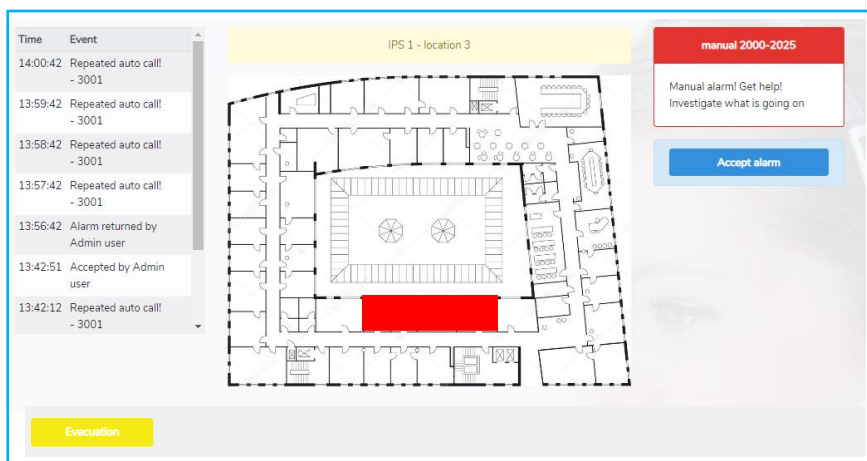 Time Event
14:00:42 Repeated auto call!
- 3001
13:59:42 Repeated auto call!
- 3001
13:58:42 Repeated auto call!
- 3001
13:57:42 Repeated auto call!
- 3001
13:56:42 Alarm returned by
Admin user
13:42:51 Accepted by Admin
user
13:42:12 Repeated auto call!
- 3001
IPS 1 - location 3
manual 2000-2025
Manual alarm! Get help!
Investigate what is going on
Accept alarm
Evacuation